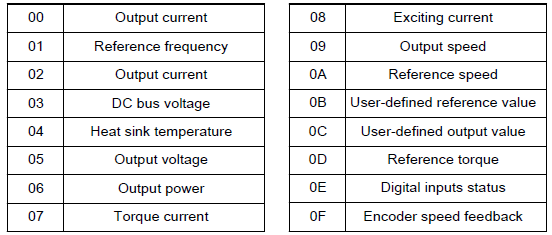 00 Output current
01 Reference frequency
02 Output current
03 DC bus voltage
04 Heat sink temperature
05 Output voltage
06 Output power
07 Torque current
08 Exciting current
09 Output speed
0A Reference speed
0B User-defined reference value
0C User-defined output value
0D Reference torque
0E Digital inputs status
0F Encoder speed feedback